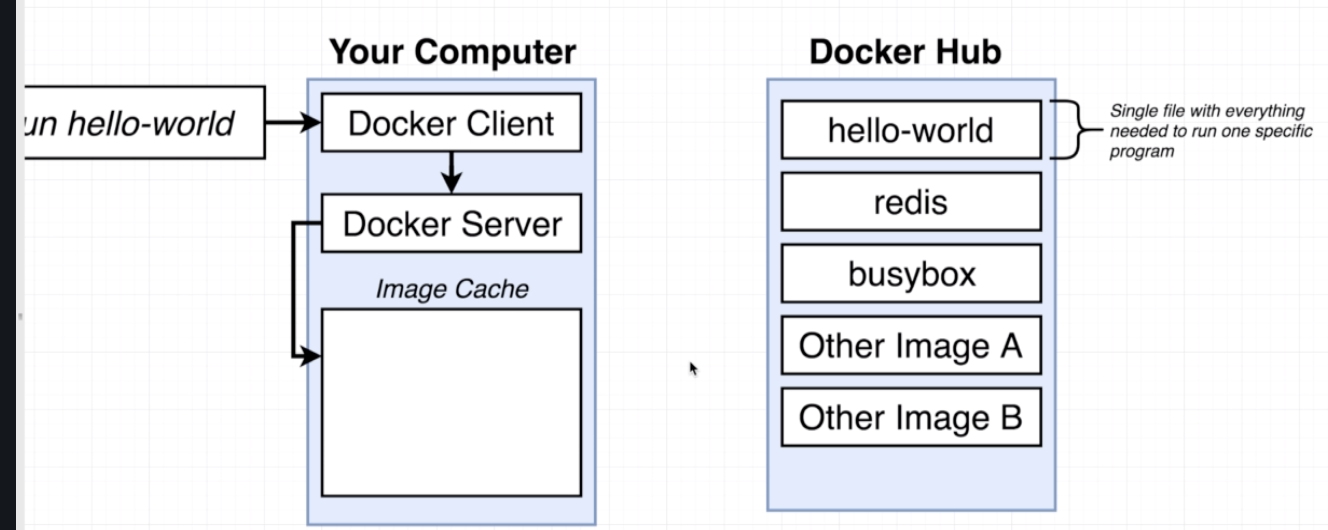 Your Computer
Docker Hub
un hello-world
Docker Client
Docker Server
Image Cache
hello-world
redis
busybox
Other Image A
Other Image B
Single file with everything
needed to run one specific
program